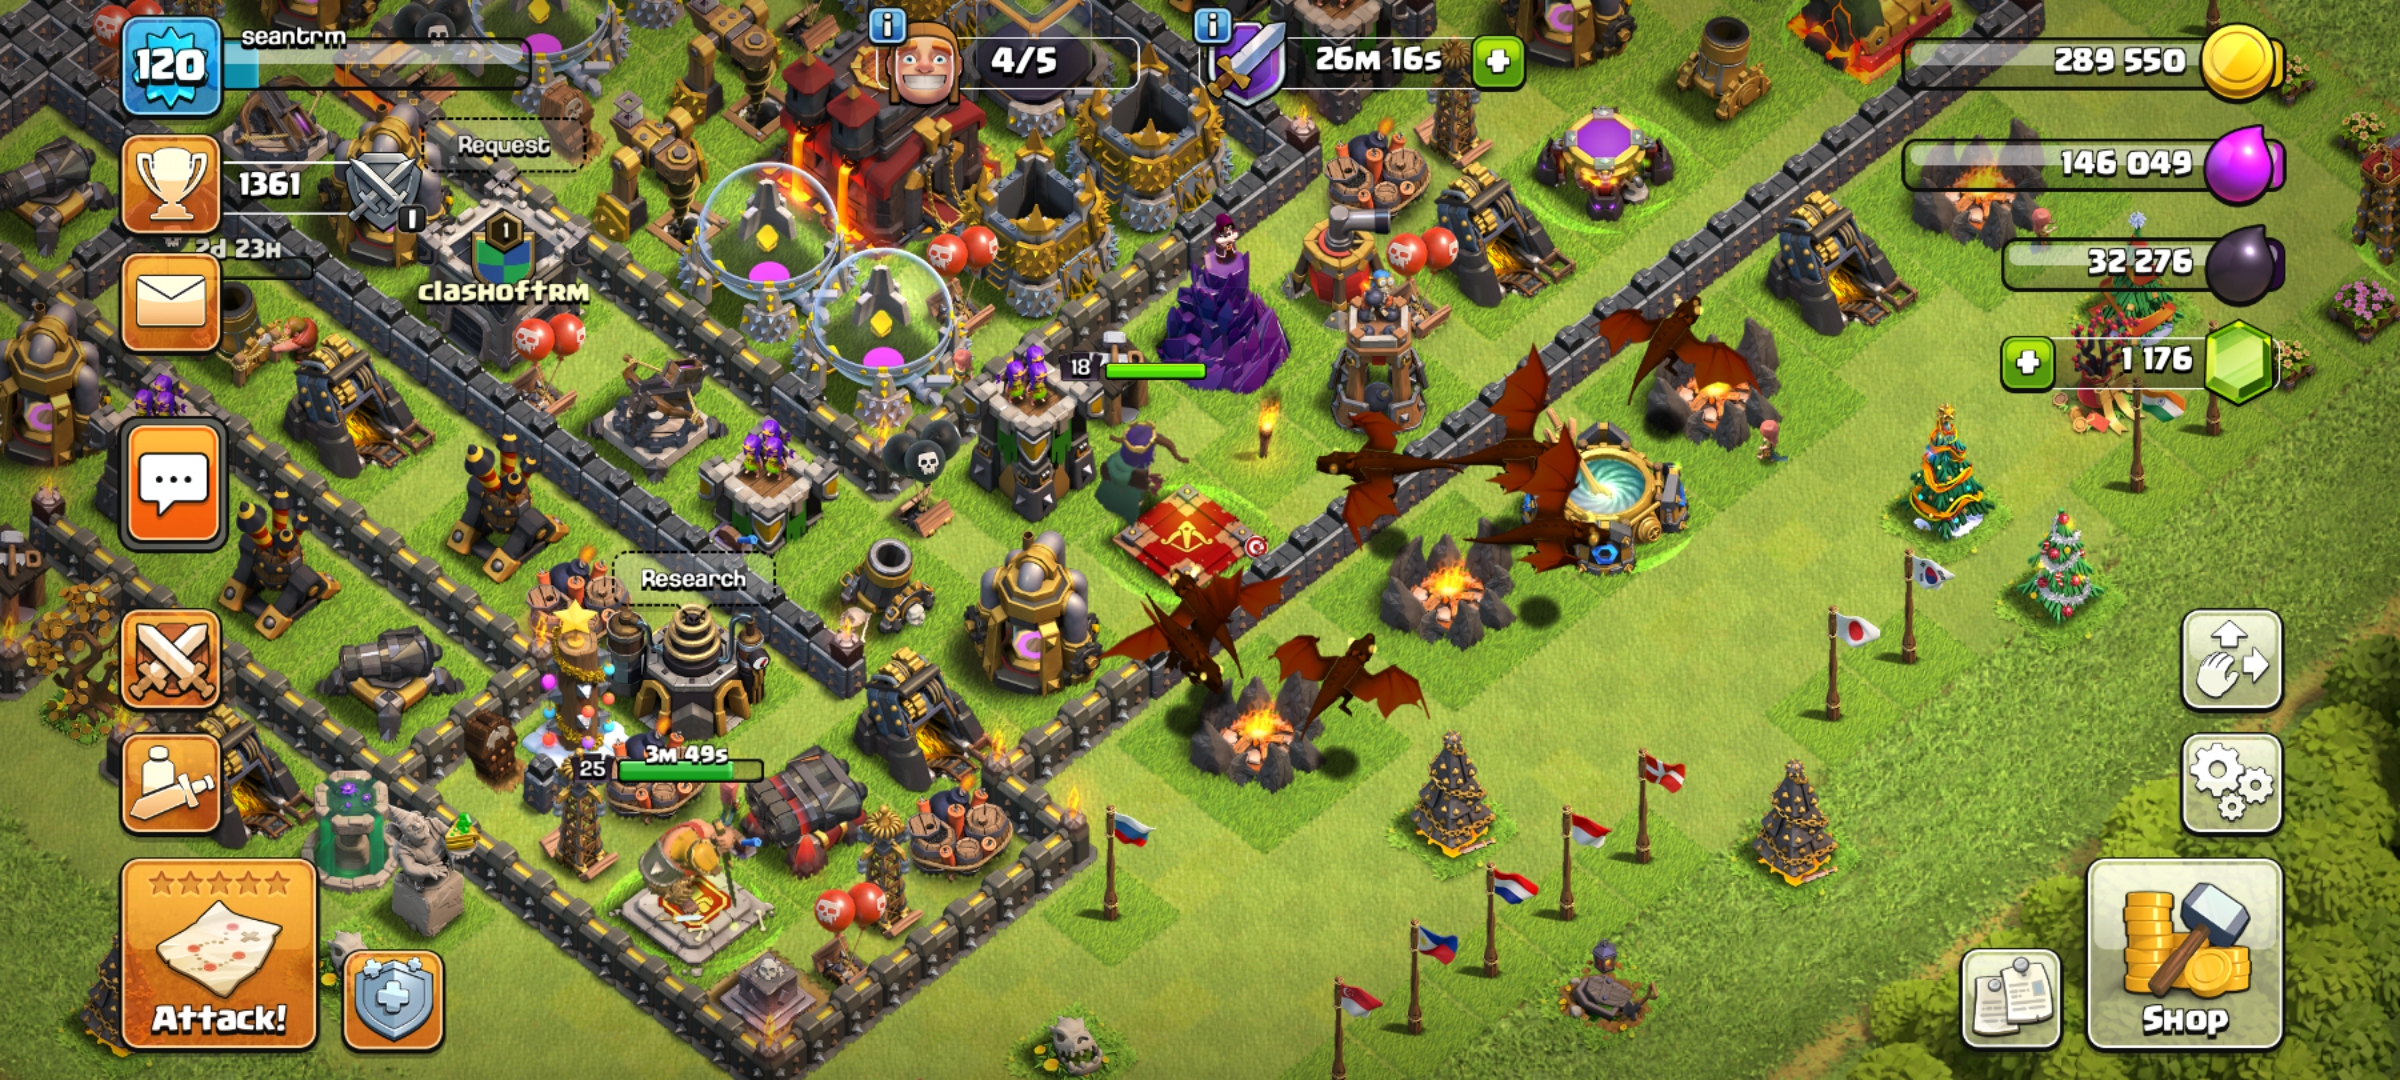 120
seantrm
4/5
26m 16s
289 550
Request
1361
I
146 049
2d 23H
1
clashoftrm
32 276
18
1 176
Research
3m 49s
25
Attack!
Shop